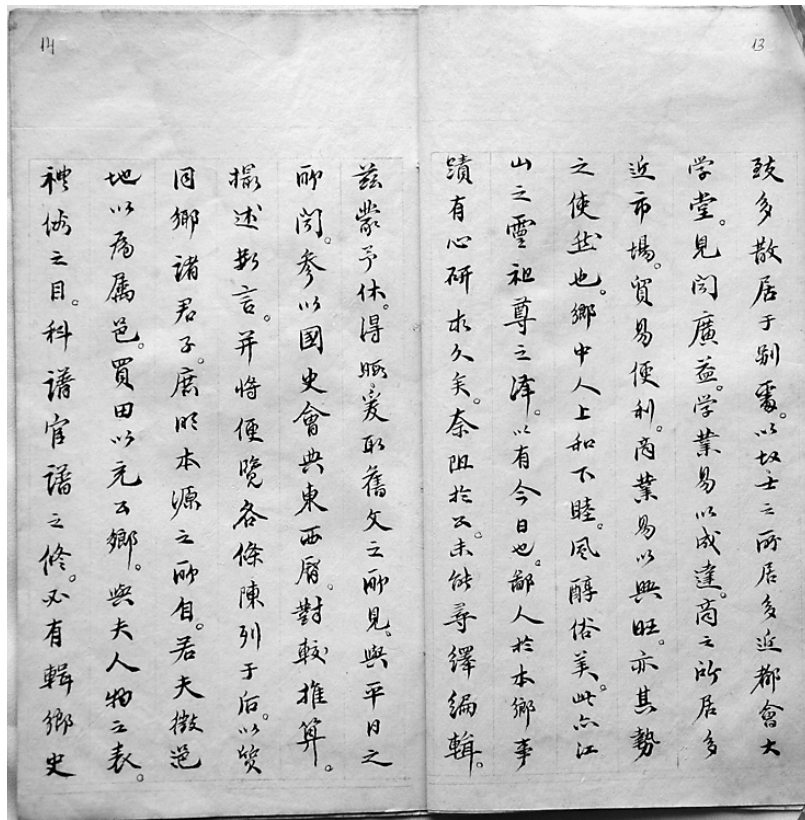 13
致多散居于别處。以故士之所居多近都會大
学堂。見闻廣益。学業易以成達。商之所居多
近市場。貿易便利。商業易以興旺。亦其勢
之使然也。鄉中人上和下睦。風醇俗美。此亦江
山之靈祖尊之澤。以有今日也。鄙人於本鄉事
蹟有心研求久矣。奈阻於公。未能尋繹編輯。
14
兹蒙予休。得暇爰取舊文之所見。與平日之
所闻。參以國史會典東西曆。對較推算。
撮述斯言。并將便覽各條陳列于后。以質
同鄉諸君子。庶明本源之所自。若夫徵邑
地以為属邑。買田以充公鄉。與夫人物之表。
禮俗之目。科譜官譜之修。必有輯鄉史